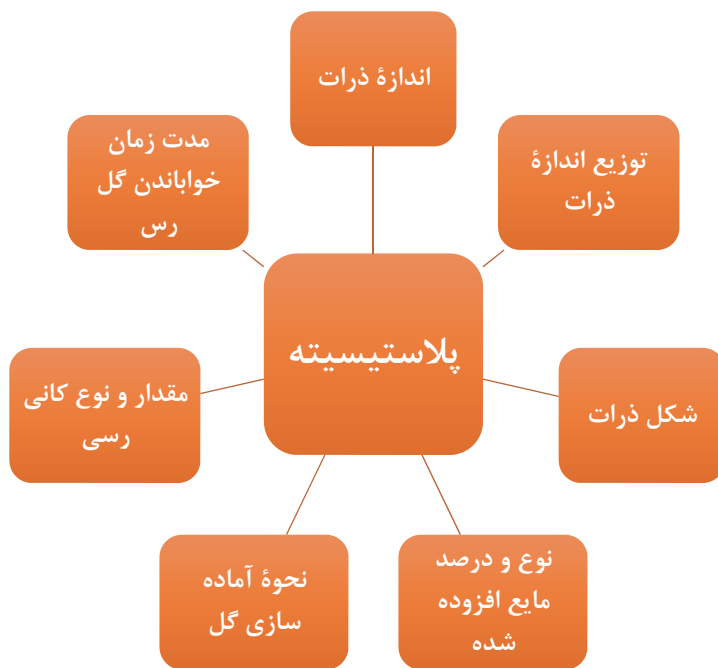 اندازهٔ ذرات
توزیع اندازهٔ
ذرات
شکل ذرات
نوع و درصد
مایع افزوده
شده
نحوهٔ آماده
سازی گل
مقدار و نوع کانی
رسی
مدت زمان
خواباندن گل
رس
پلاستیسیته